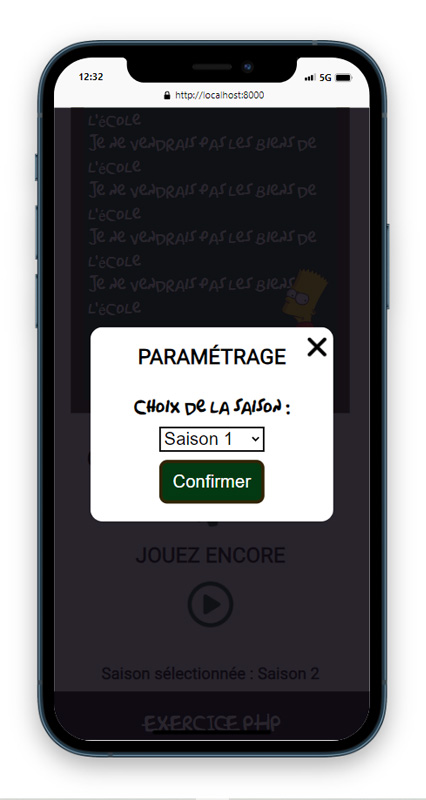 12:32
5G
http://localhost:8000
L'éCOLE
Je ne vendrais pas les biens de
L'éCOLE
Je ne vendrais pas les biens de
L'éCOLE
Je ne vendrais pas les biens de
L'éCOLE
Je ne vendrais pas les biens
L'éCOLE
PARAMÉTRAGE
Choix de la saison :
Saison 1
Confirmer
JOUEZ ENCORE
Saison sélectionnée : Saison 2
EXERCICE PHP